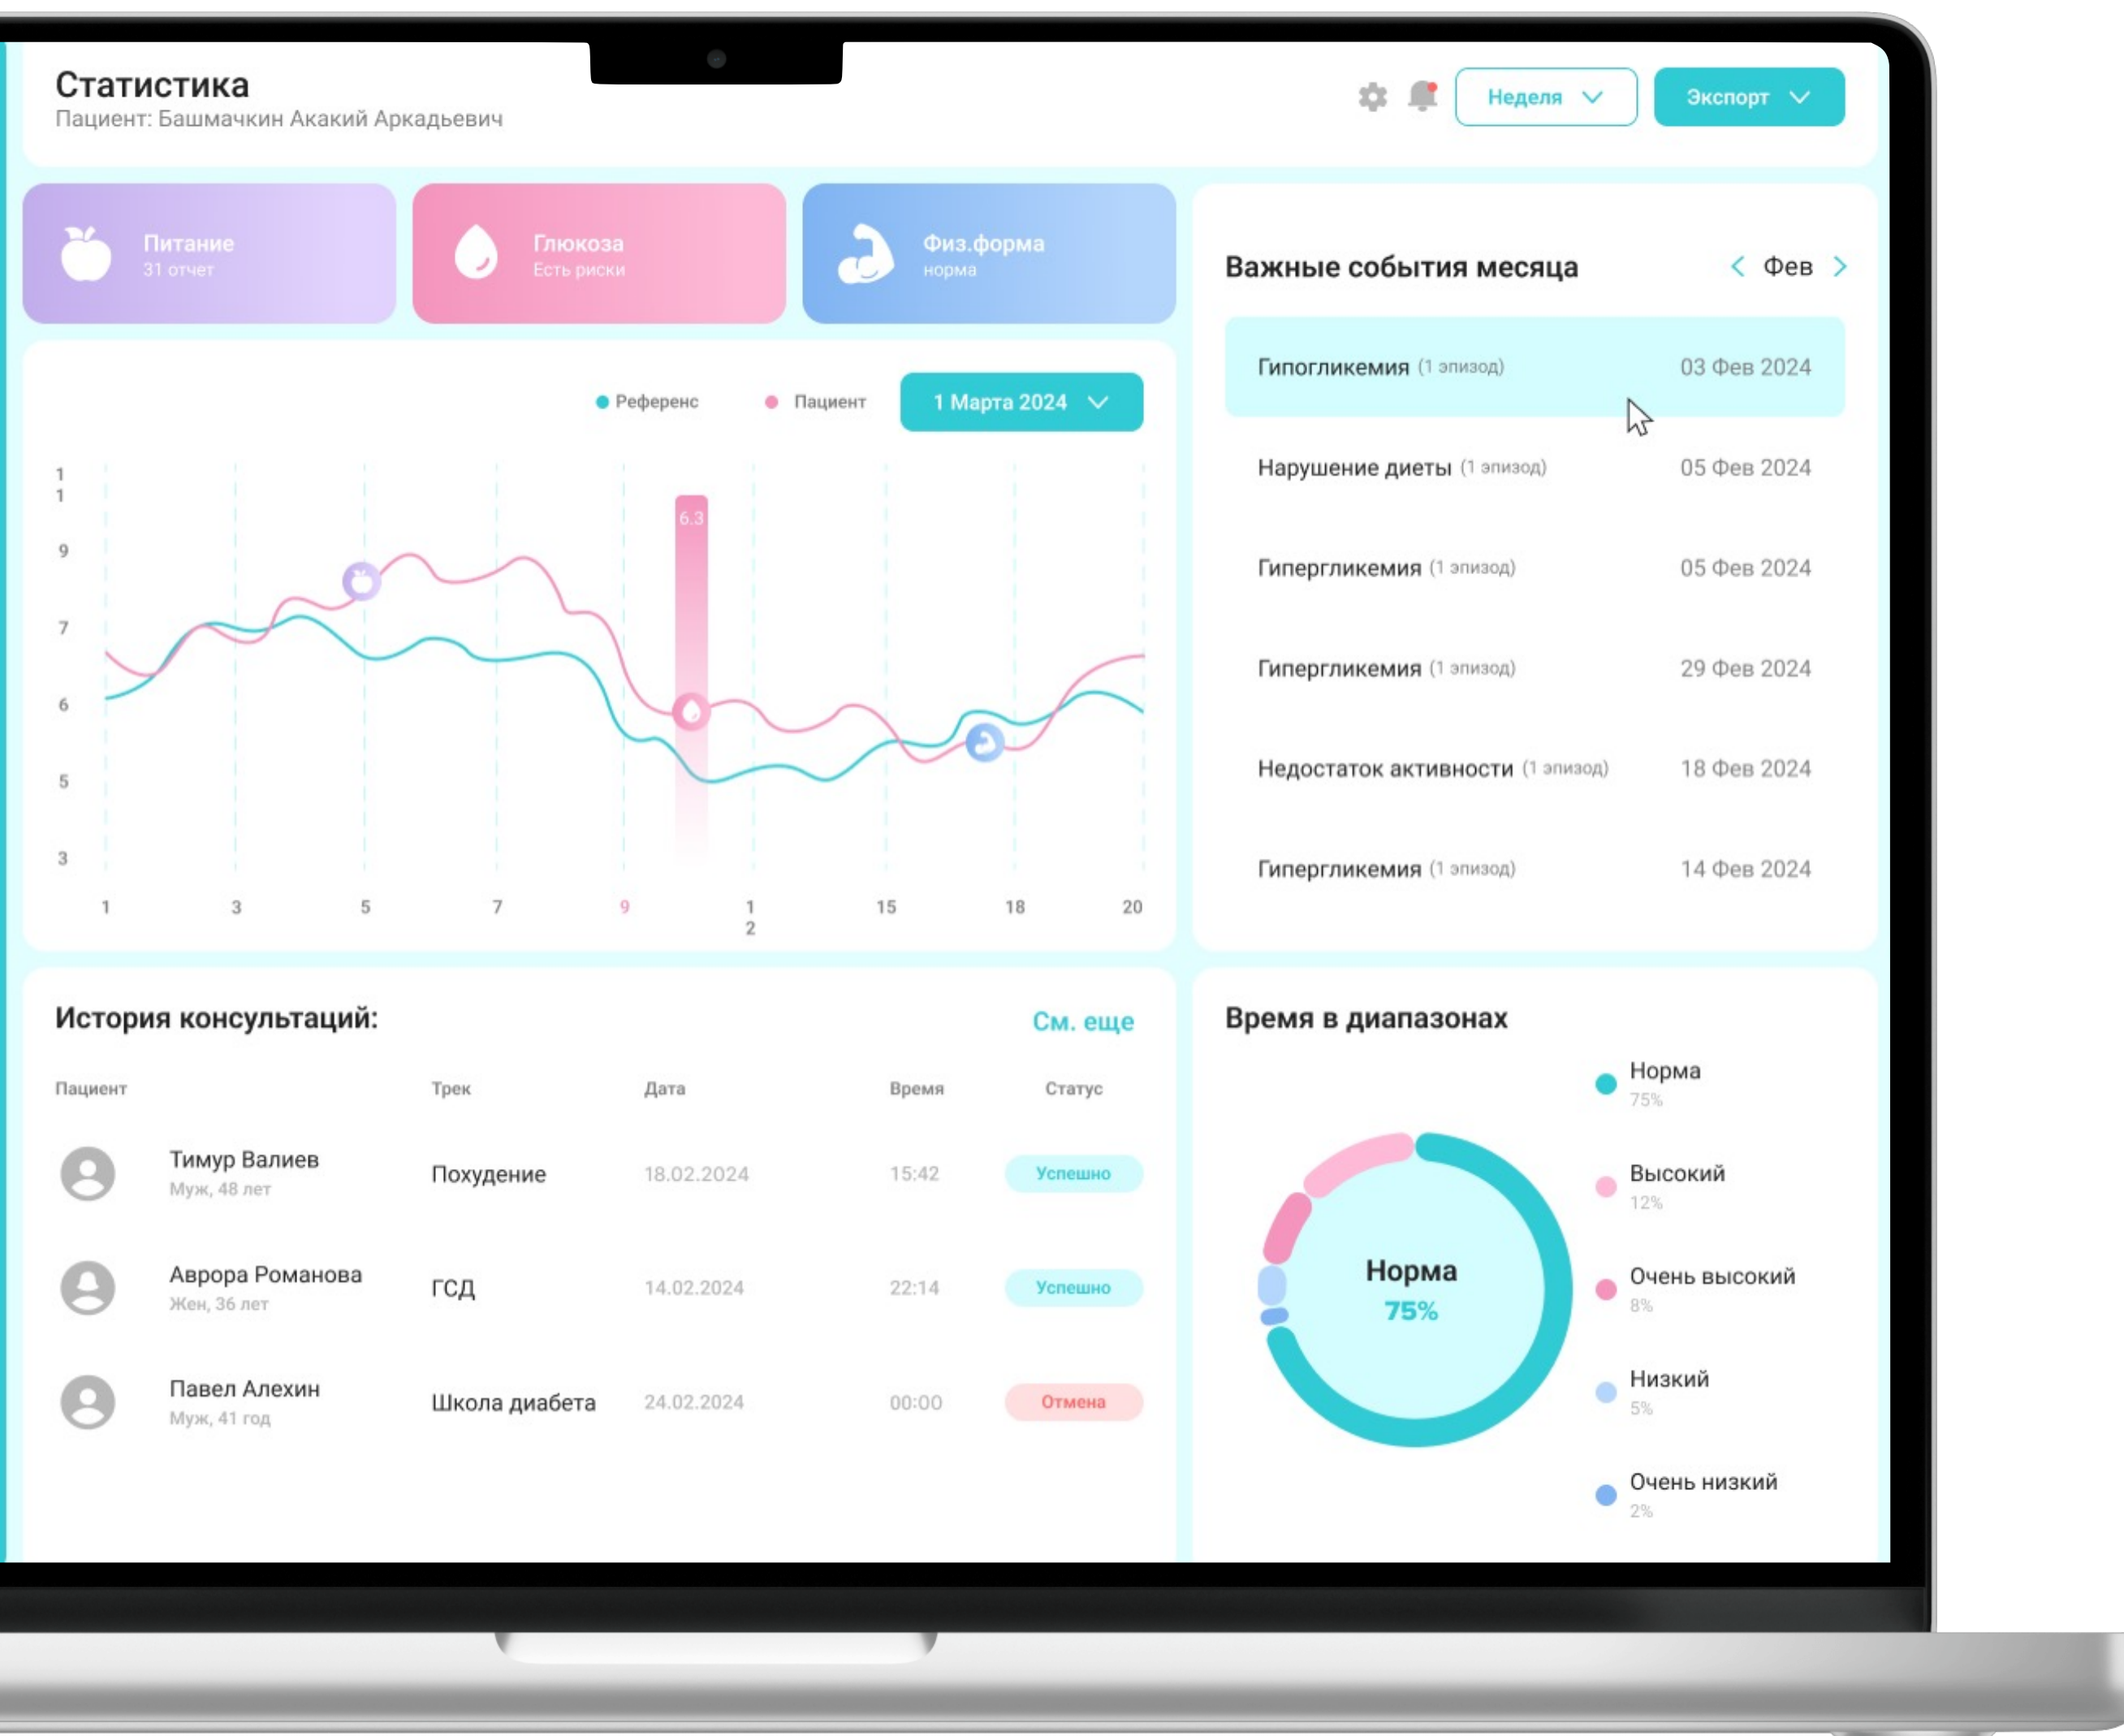 Статистика
Пациент: Башмачкин Акакий Аркадьевич
Неделя
Экспорт
Питание
31 отчет
Глюкоза
Есть риски
Физ.форма
норма
Референс
Пациент
1 Марта 2024
1
1
9
7
6
5
3
6.3
1
3
5
7
9
1
2
15
18
20
Важные события месяца
Фев
Гипогликемия (1 эпизод) 03 Фев 2024
Нарушение диеты (1 эпизод) 05 Фев 2024
Гипергликемия (1 эпизод) 05 Фев 2024
Гипергликемия (1 эпизод) 29 Фев 2024
Недостаток активности (1 эпизод) 18 Фев 2024
Гипергликемия (1 эпизод) 14 Фев 2024
История консультаций:
См. еще
Пациент Трек Дата Время Статус
Тимур Валиев
Муж, 48 лет
Похудение 18.02.2024 15:42 Успешно
Аврора Романова
Жен, 36 лет
ГСД 14.02.2024 22:14 Успешно
Павел Алехин
Муж, 41 год
Школа диабета 24.02.2024 00:00 Отмена
Время в диапазонах
Норма
75%
Норма
75%
Высокий
12%
Очень высокий
8%
Низкий
5%
Очень низкий
2%